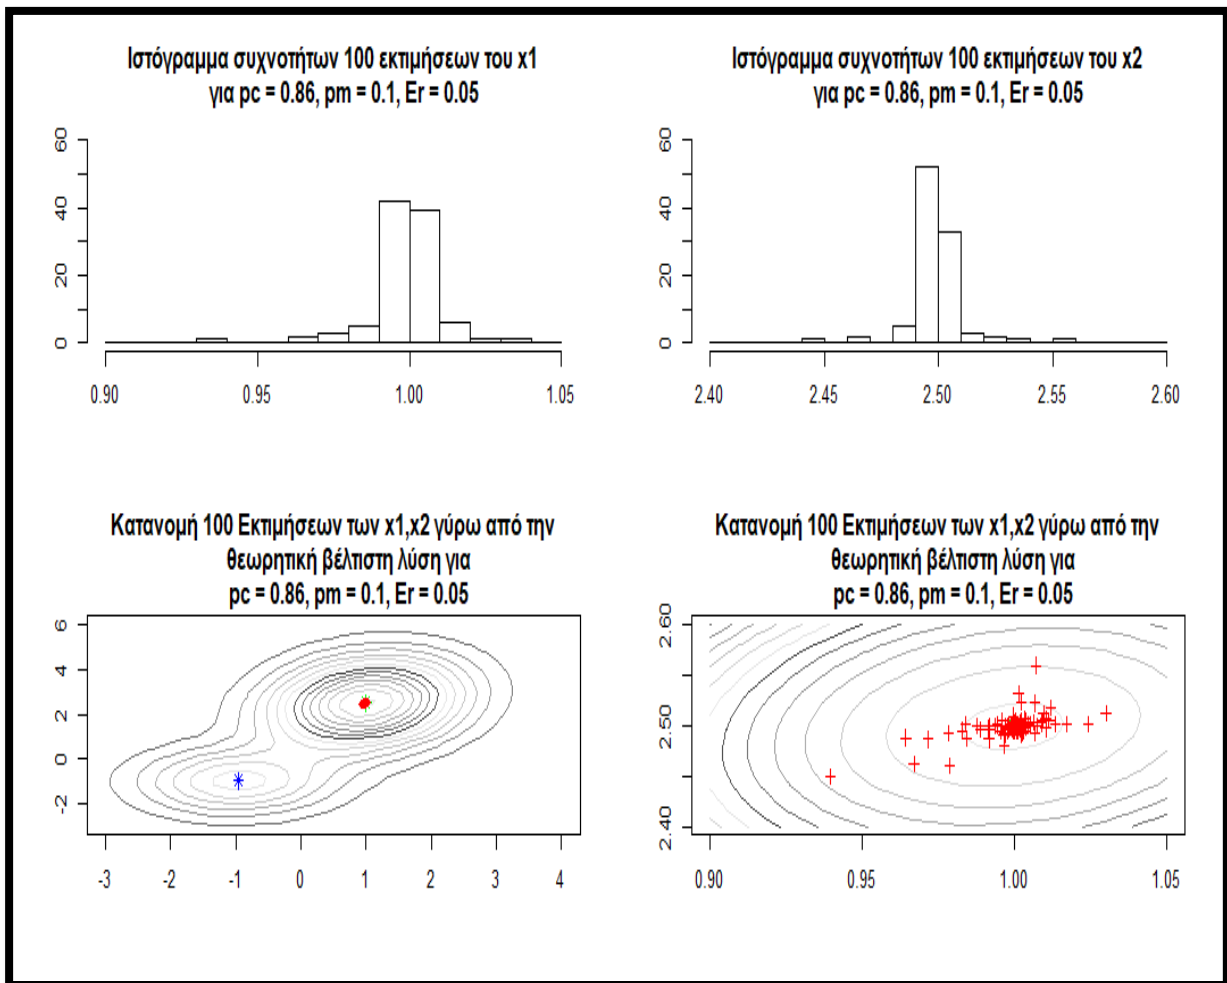 Ιστόγραμμα συχνοτήτων 100 εκτιμήσεων του x1
για pc = 0.86, pm = 0.1, Er = 0.05
60
40
20
0
0.90 0.95 1.00 1.05
Ιστόγραμμα συχνοτήτων 100 εκτιμήσεων του x2
για pc = 0.86, pm = 0.1, Er = 0.05
60
40
20
0
2.40 2.45 2.50 2.55 2.60
Κατανομή 100 Εκτιμήσεων των x1,x2 γύρω από την
θεωρητική βέλτιστη λύση για
pc = 0.86, pm = 0.1, Er = 0.05
6
4
2
0
-2
-3 -2 -1 0 1 2 3 4
Κατανομή 100 Εκτιμήσεων των x1,x2 γύρω από την
θεωρητική βέλτιστη λύση για
pc = 0.86, pm = 0.1, Er = 0.05
2.60
2.50
2.40
0.90 0.95 1.00 1.05